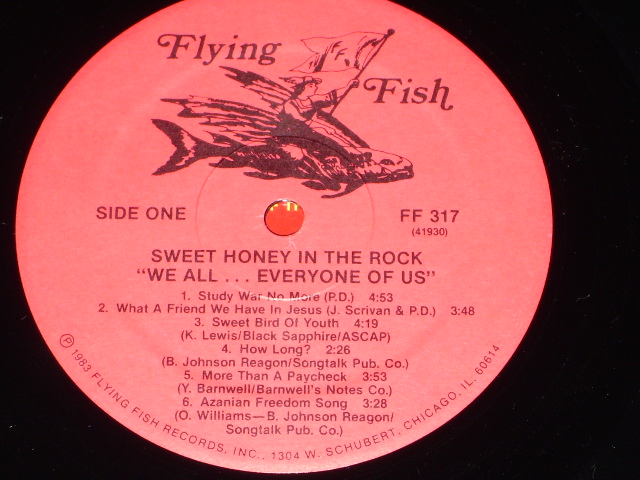 Flying
Fish
SIDE ONE
FF 317
(41930)
SWEET HONEY IN THE ROCK
"WE ALL . . . EVERYONE OF US"
1. Study War No More (P.D.) 4:53
2. What A Friend We Have In Jesus (J. Scrivan & P.D.) 3:48
3. Sweet Bird Of Youth 4:19
(K. Lewis/Black Sapphire/ASCAP)
4. How Long? 2:26
(B. Johnson Reagon/Songtalk Pub. Co.)
5. More Than A Paycheck 3:53
(Y. Barnwell/Barnwell's Notes Co.)
6. Azanian Freedom Song 3:28
(O. Williams—B. Johnson Reagon/
Songtalk Pub. Co.)
Ⓟ 1983 FLYING FISH RECORDS, INC., 1304 W. SCHUBERT, CHICAGO, IL. 60614